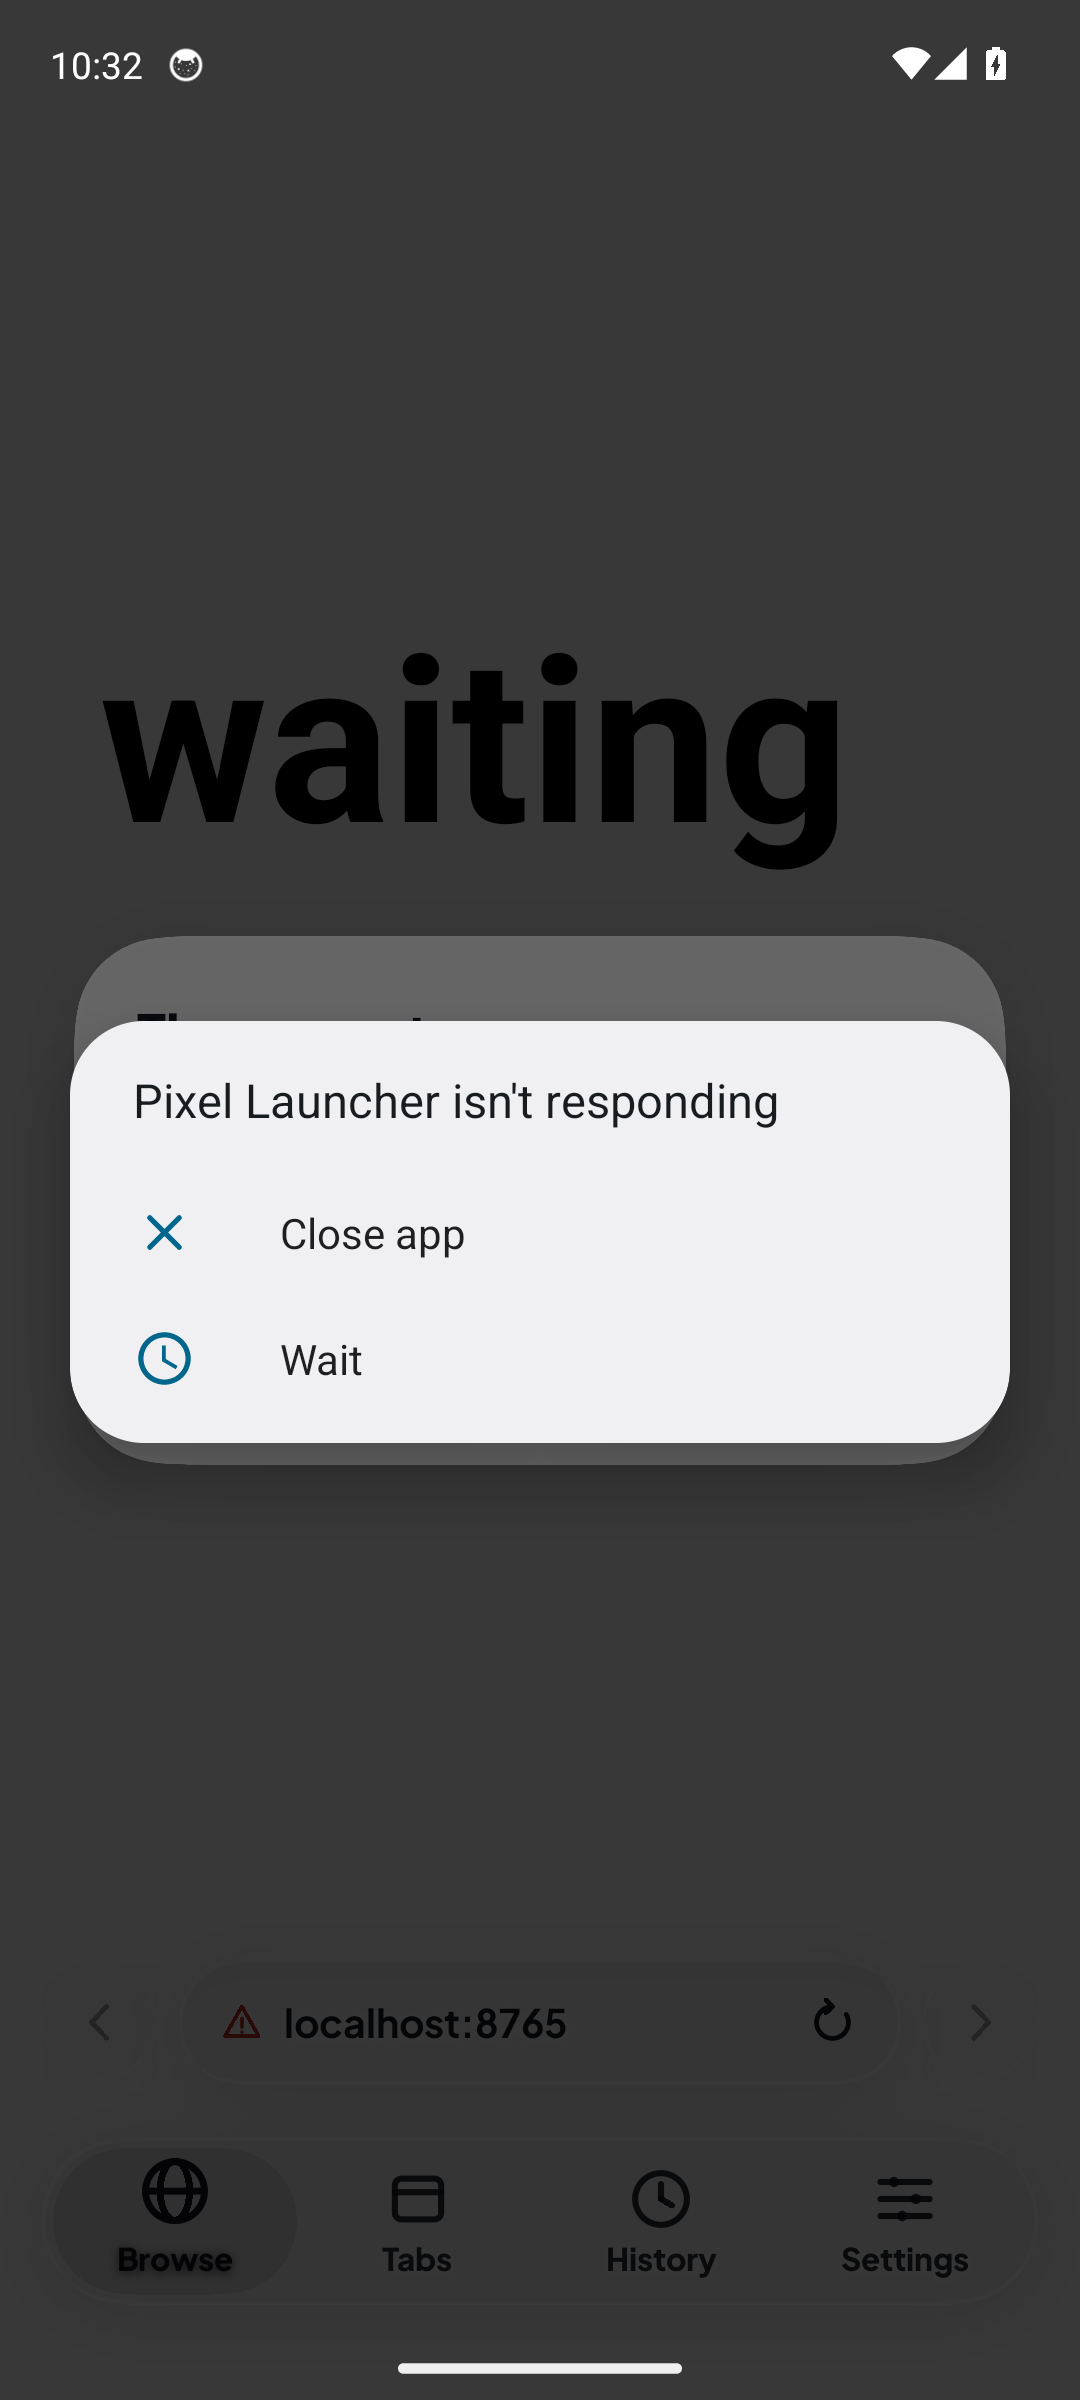 10:32
waiting
Pixel Launcher isn't responding
Close app
Wait
localhost:8765
Browse
Tabs
History
Settings